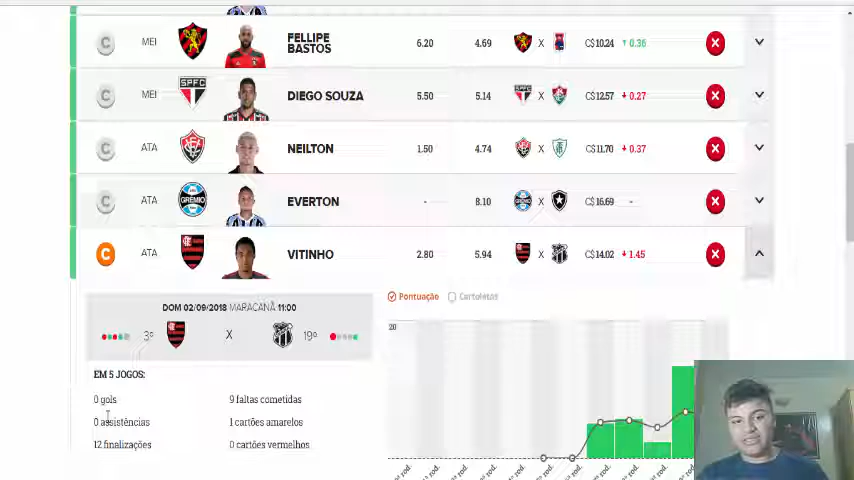 C MEI FELLIPE BASTOS 6.20 4.69 X C$ 10.24 0.36
C MEI SPFC DIEGO SOUZA 5.50 5.14 X C$ 12.57 0.27
C ATA NEILTON 1.50 4.74 X C$ 11.70 0.37
C ATA GRÊMIO EVERTON - 8.10 X C$ 16.69 -
C ATA VITINHO 2.80 5.94 X C$ 14.02 1.45
DOM 02/09/2018 MARACANÃ 11:00
3º X 19º
EM 5 JOGOS:
0 gols 9 faltas cometidas
0 assistências 1 cartões amarelos
12 finalizações 0 cartões vermelhos
Pontuação Cartoletas
20